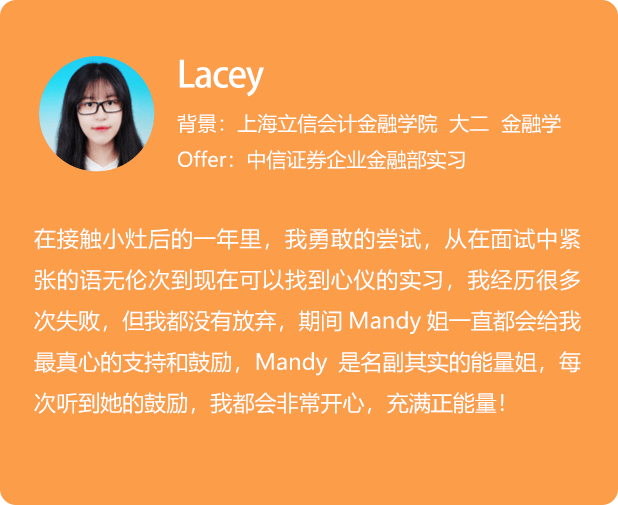 Lacey
背景：上海立信会计金融学院 大二 金融学
Offer：中信证券企业金融部实习
在接触小灶后的一年里，我勇敢的尝试，从在面试中紧
张的语无伦次到现在可以找到心仪的实习，我经历很多
次失败，但我都没有放弃，期间 Mandy 姐一直都会给我
最真心的支持和鼓励，Mandy 是名副其实的能量姐，每
次听到她的鼓励，我都会非常开心，充满正能量！